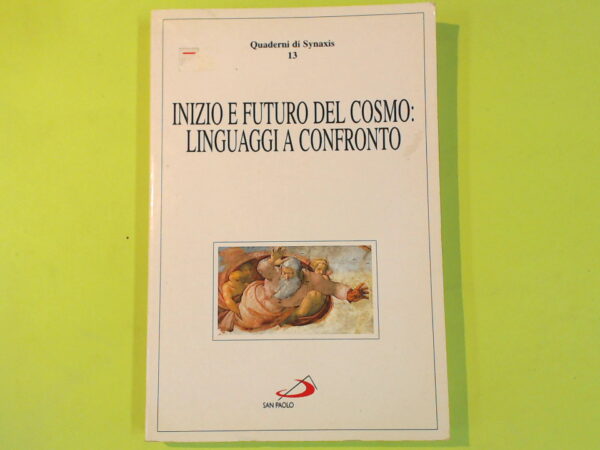 Quaderni di Synaxis
13
INIZIO E FUTURO DEL COSMO:
LINGUAGGI A CONFRONTO
SAN PAOLO